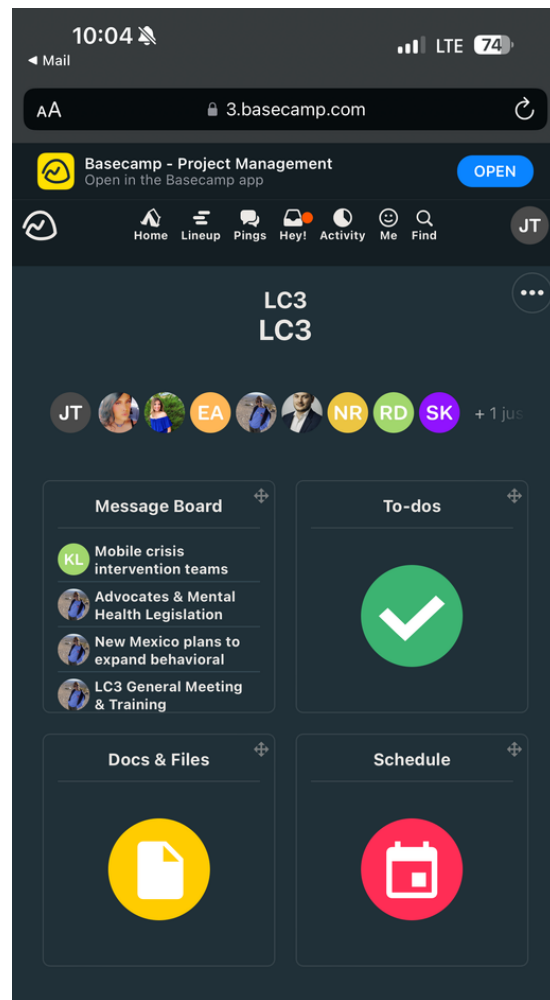 10:04
Mail
LTE 74
AA 3.basecamp.com
Basecamp - Project Management
Open in the Basecamp app
OPEN
Home Lineup Pings Hey! Activity Me Find
JT
LC3
LC3
JT EA NR RD SK + 1 jus
Message Board
KL
Mobile crisis
intervention teams
Advocates & Mental
Health Legislation
New Mexico plans to
expand behavioral
LC3 General Meeting
& Training
To-dos
Docs & Files
Schedule